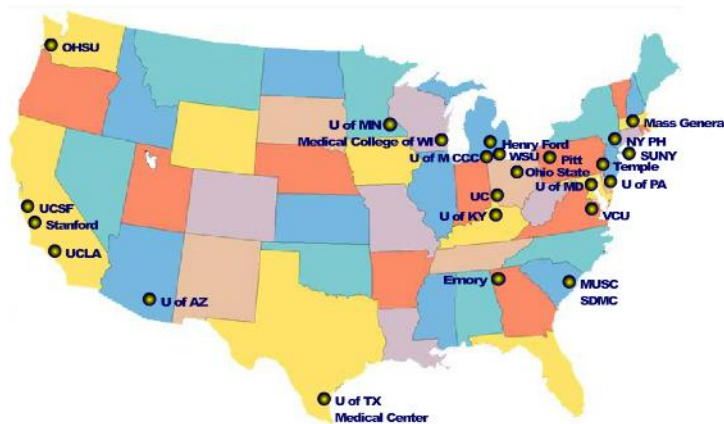 OHSU
U of MN
Medical College of WI
Mass Genera
Henry Ford
NY PH
U of M CCC
WSU
Pitt
SUNY
Ohio State
Temple
U of MD
U of PA
UC
UCSF
U of KY
VCU
Stanford
UCLA
Emory
MUSC
SDMC
U of AZ
U of TX
Medical Center